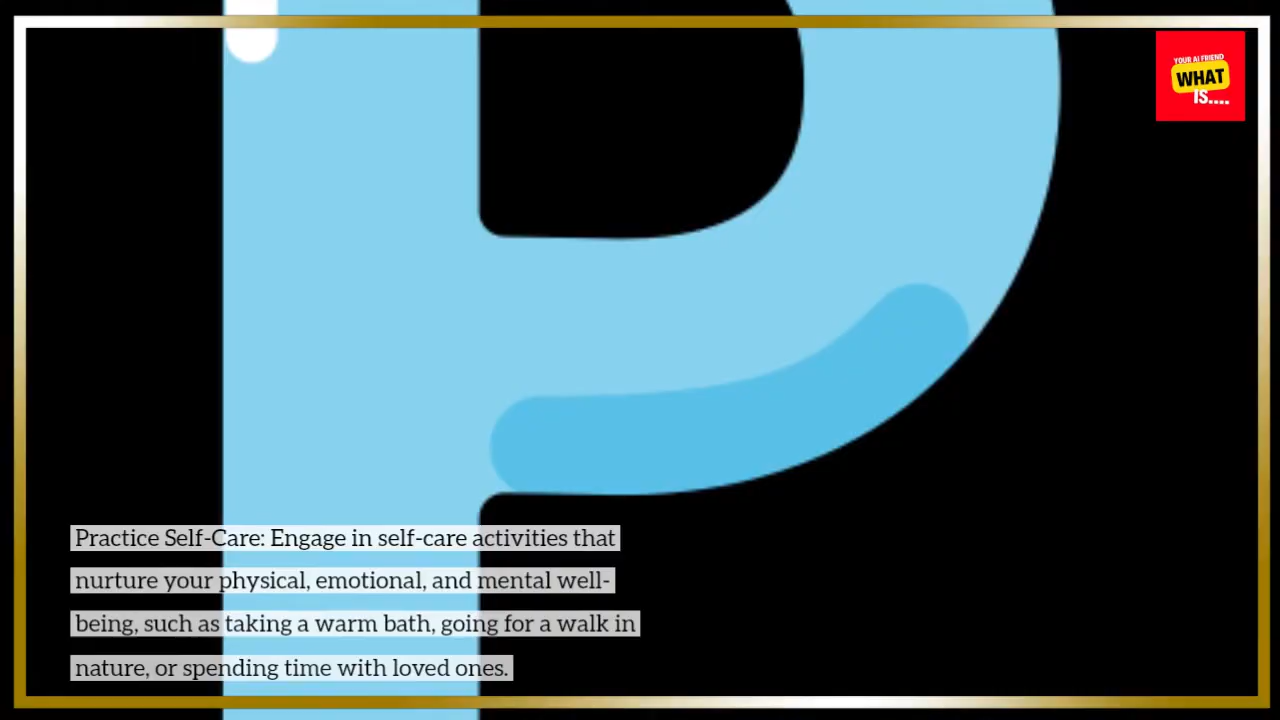 YOUR AI FRIEND
WHAT
IS....
Practice Self-Care: Engage in self-care activities that
nurture your physical, emotional, and mental well-
being, such as taking a warm bath, going for a walk in
nature, or spending time with loved ones.